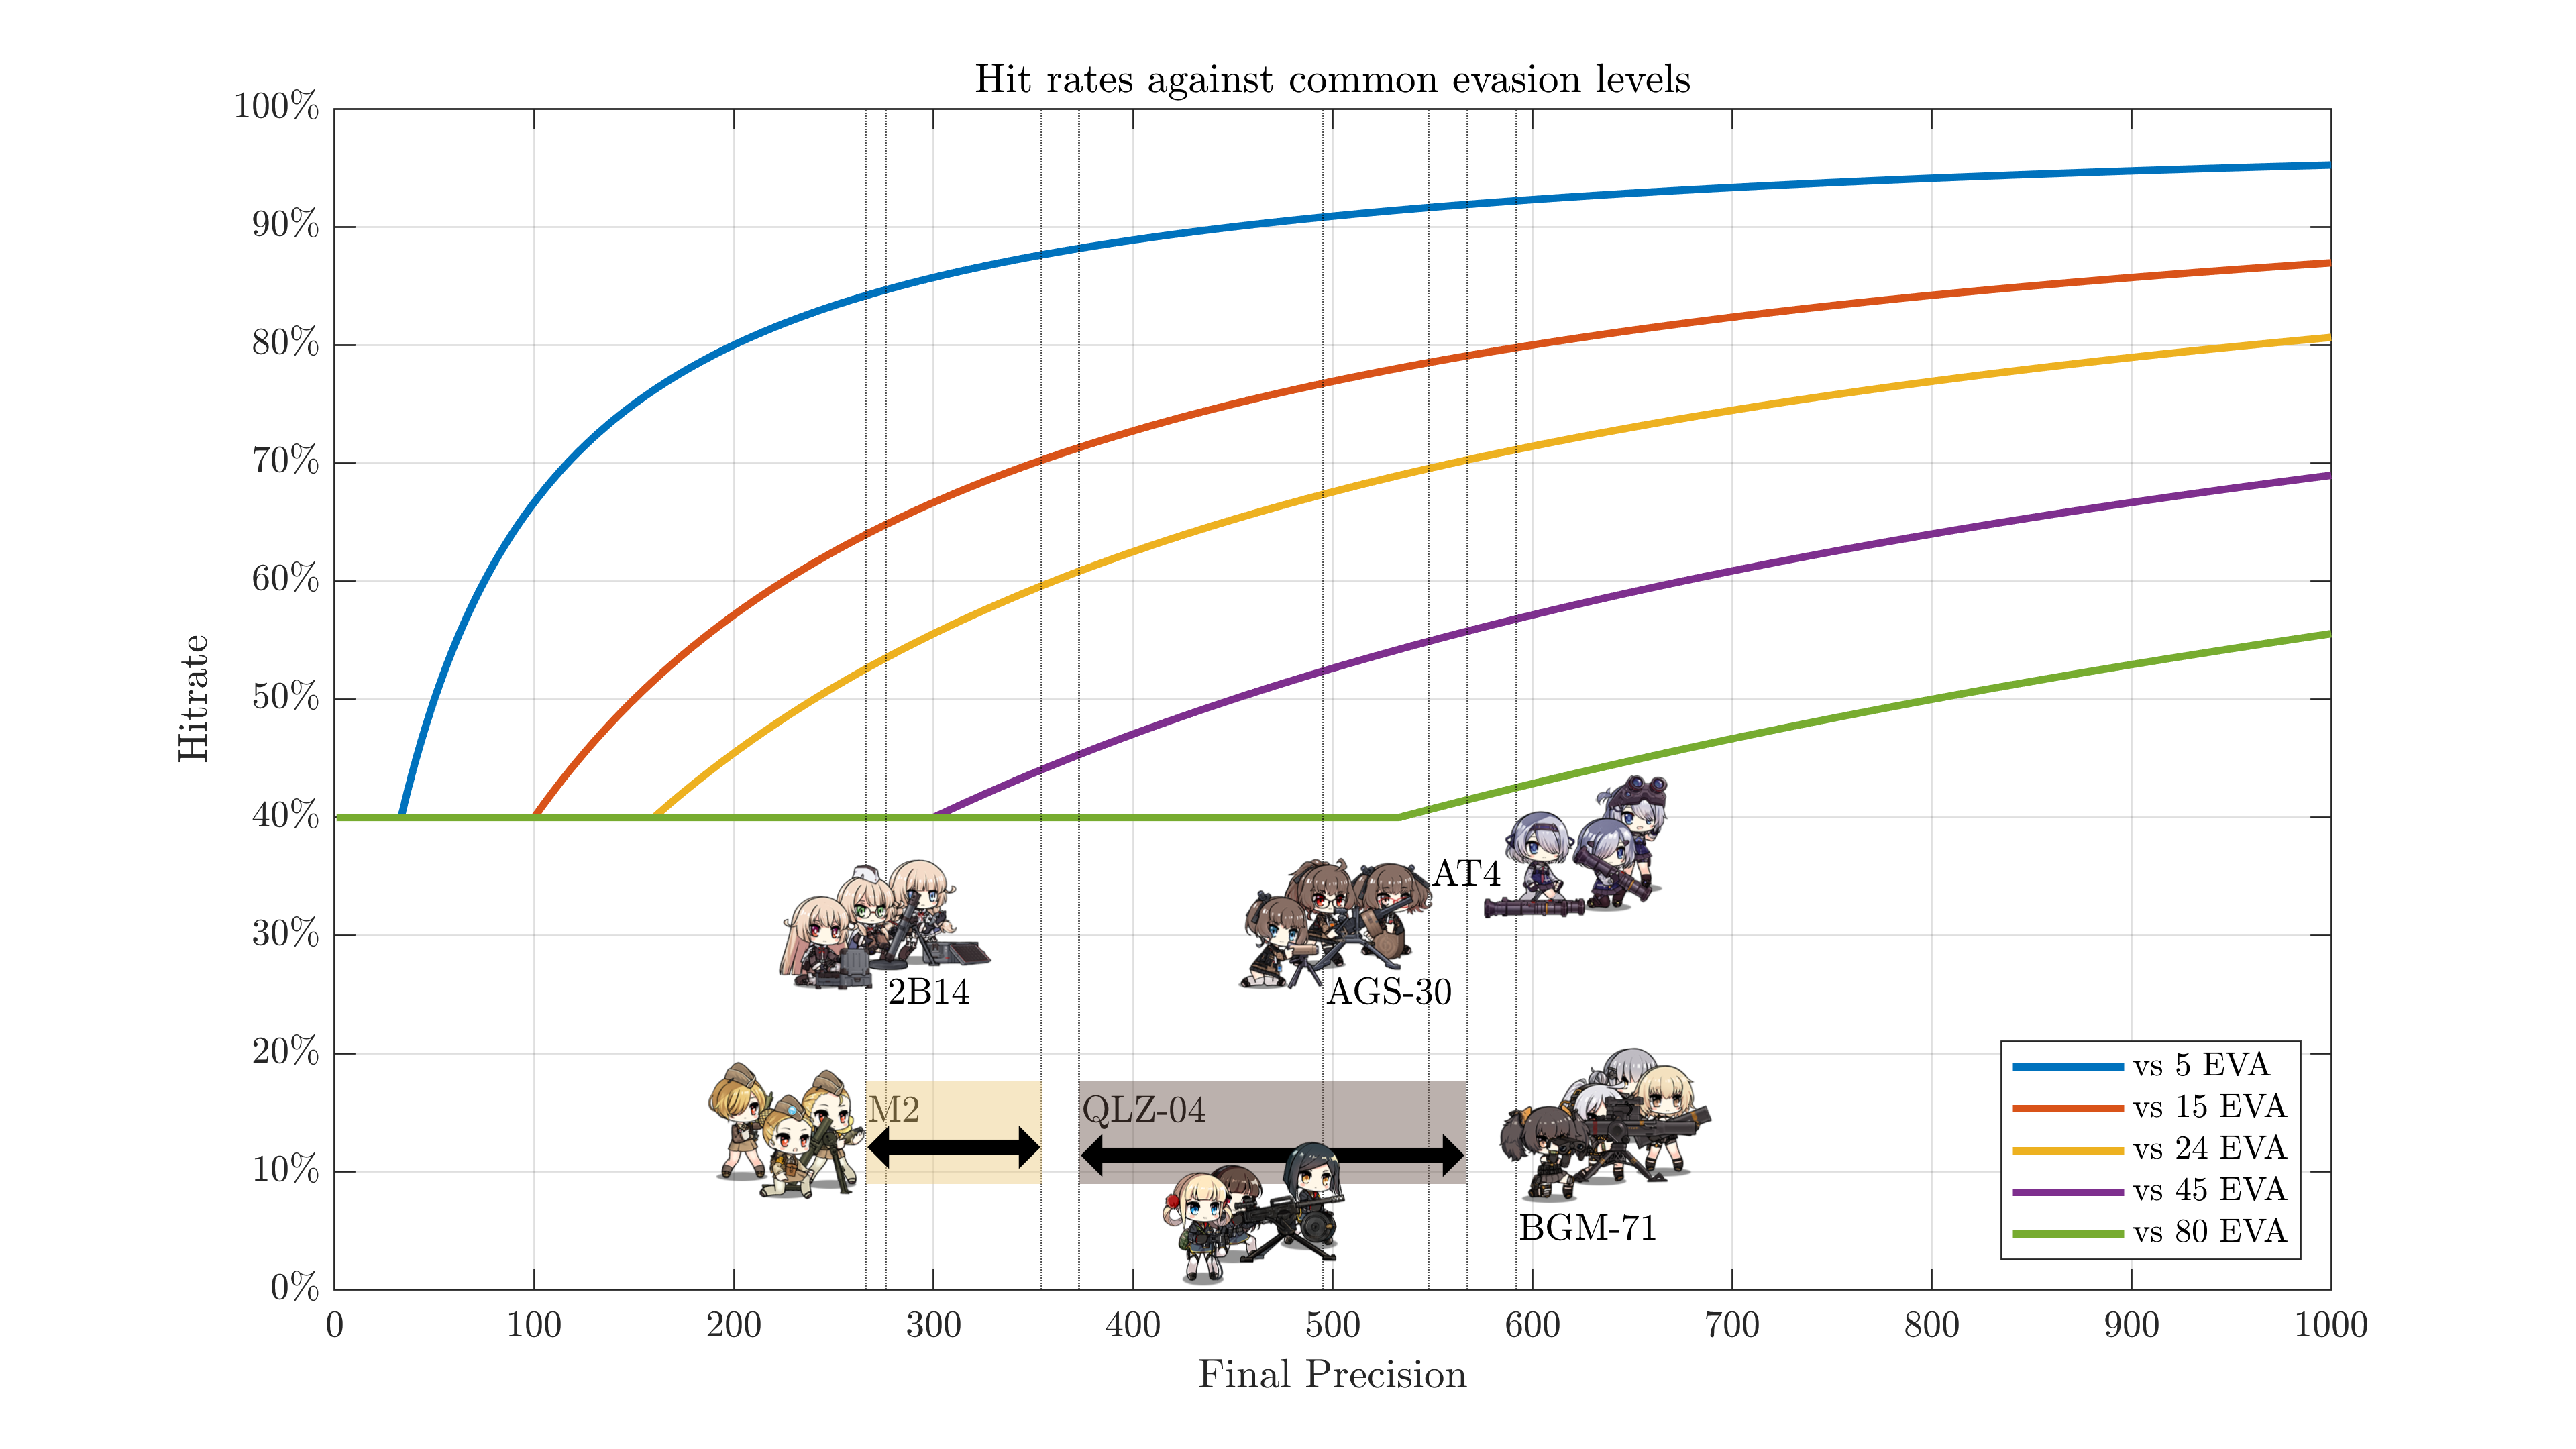 Hit rates against common evasion levels
100%
90%
80%
70%
60%
50%
40%
30%
20%
10%
0%
Hitrate
AT4
2B14
AGS-30
M2
QLZ-04
BGM-71
vs 5 EVA
vs 15 EVA
vs 24 EVA
vs 45 EVA
vs 80 EVA
0 100 200 300 400 500 600 700 800 900 1000
Final Precision